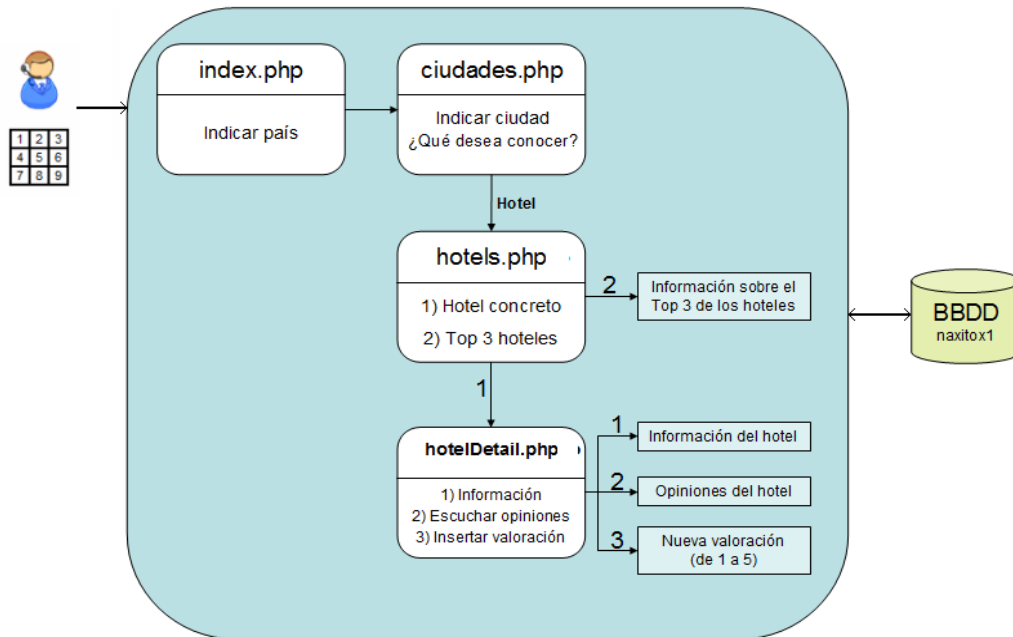 index.php
Indicar país
ciudades.php
Indicar ciudad
¿Qué desea conocer?
1 2 3
4 5 6
7 8 9
Hotel
hotels.php
1) Hotel concreto
2) Top 3 hoteles
2
Información sobre el
Top 3 de los hoteles
BBDD
naxitox1
1
hotelDetail.php
1) Información
2) Escuchar opiniones
3) Insertar valoración
1
Información del hotel
2
Opiniones del hotel
3
Nueva valoración
(de 1 a 5)